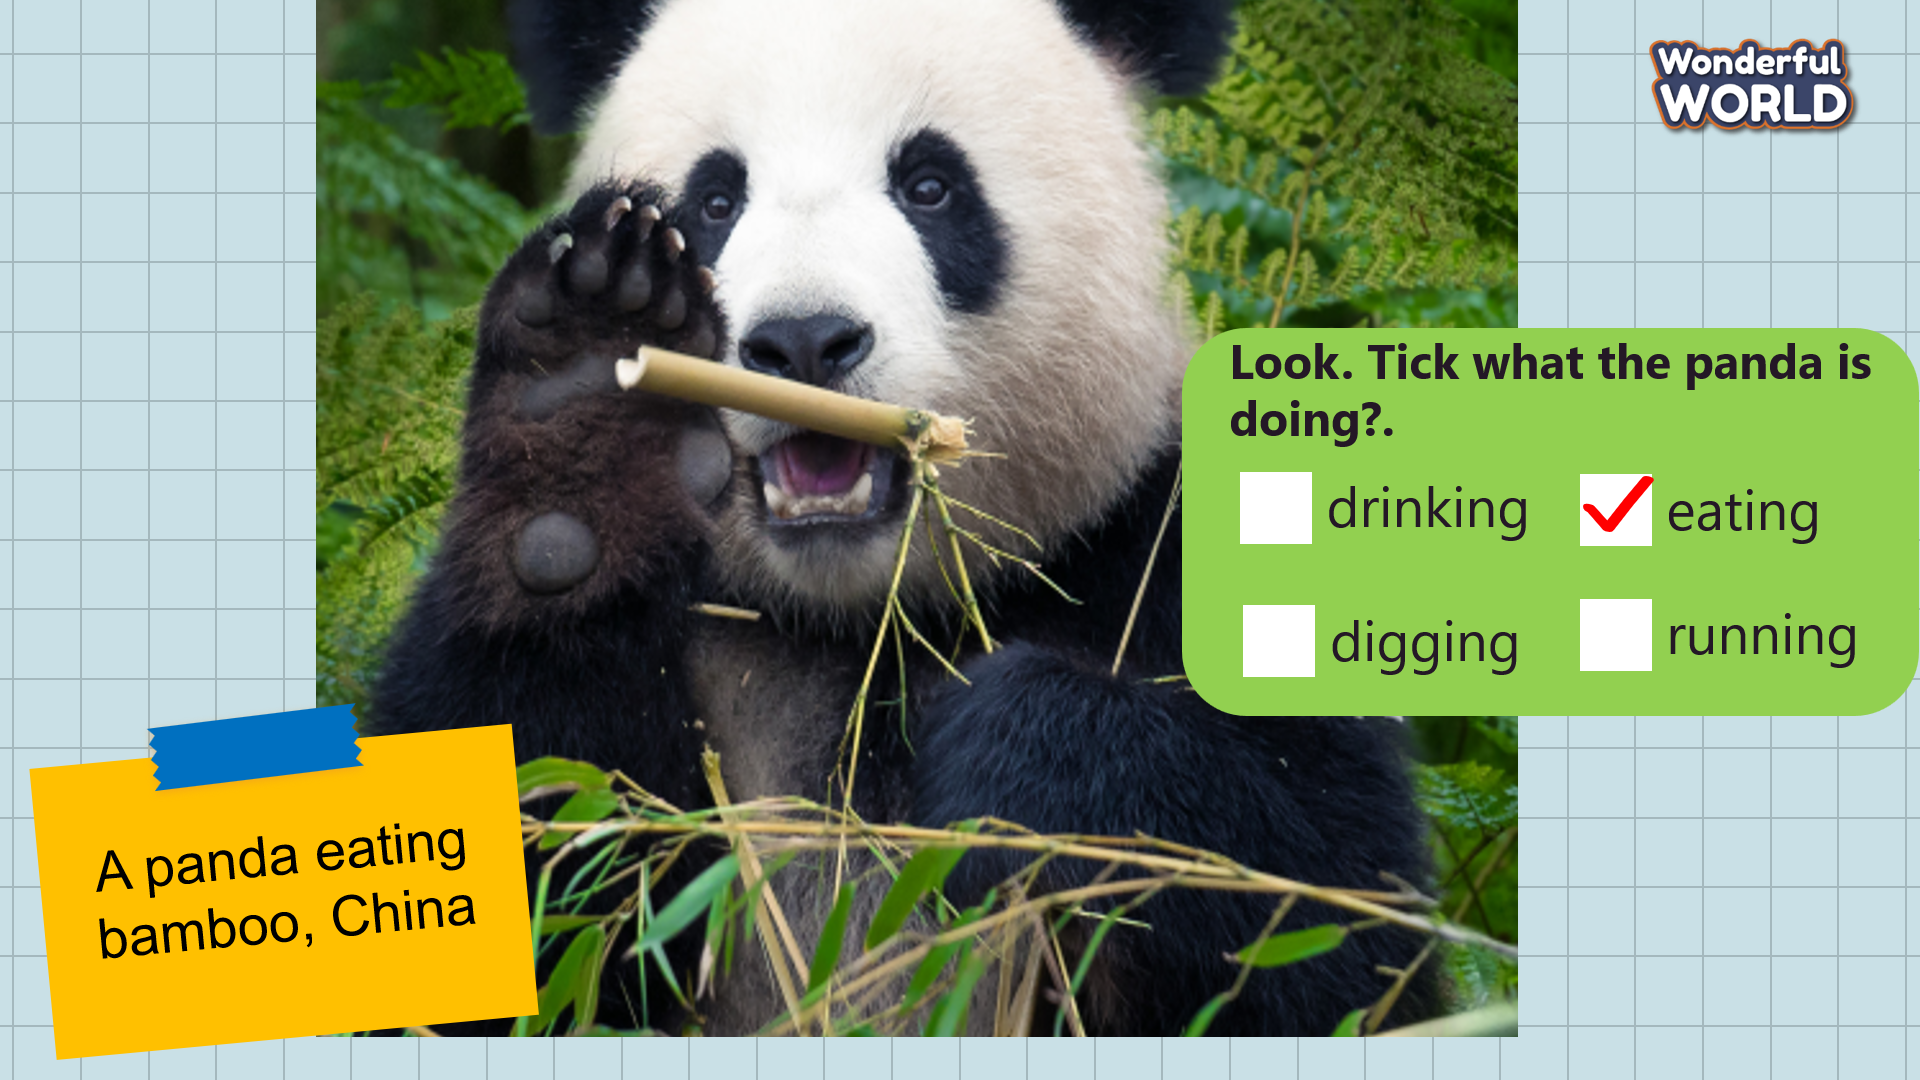 Wonderful
WORLD
Look. Tick what the panda is
doing?.
drinking
eating
digging
running
A panda eating
bamboo, China